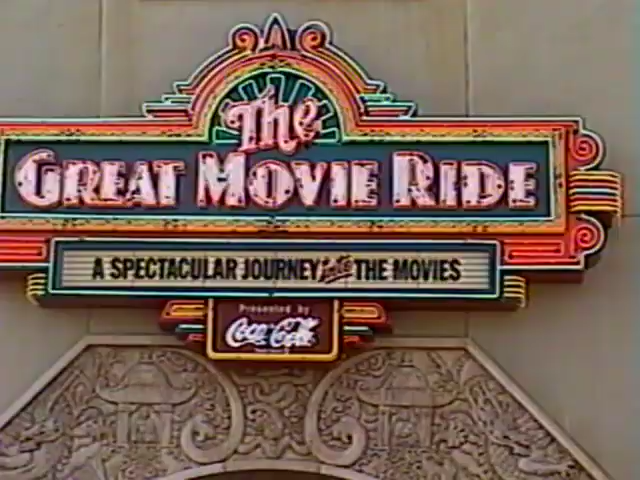 The
GREAT MOVIE RIDE
A SPECTACULAR JOURNEY into THE MOVIES
Presented by
Coca-Cola